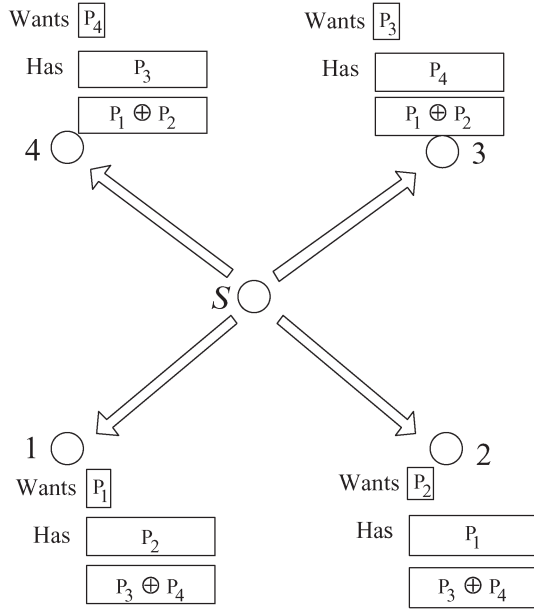 Wants P₄
Has P₃
P₁ ⊕ P₂
4
Wants P₃
Has P₄
P₁ ⊕ P₂
3
S
1
Wants P₁
Has P₂
P₃ ⊕ P₄
2
Wants P₂
Has P₁
P₃ ⊕ P₄